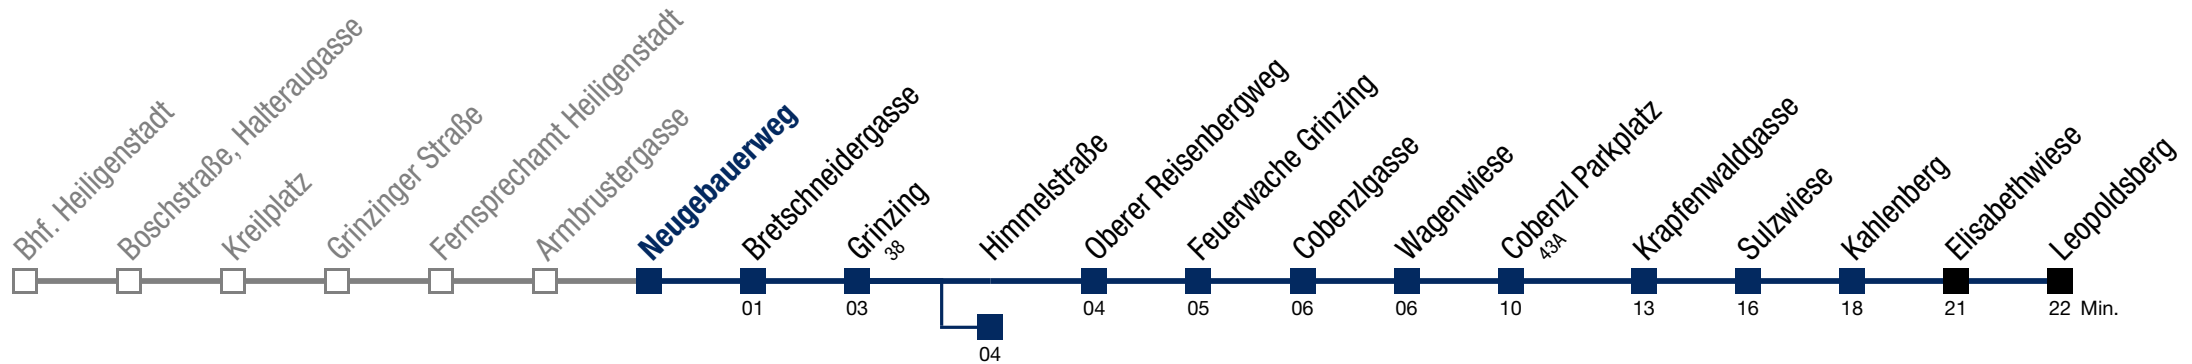 Bhf. Heiligenstadt
Boschstraße, Halteraugasse
Kreilplatz
Grinzinger Straße
Fernsprechamt Heiligenstadt
Armbrustergasse
Neugebauerweg
Bretschneidergasse
01
Grinzing
38
03
Himmelstraße
04
Oberer Reisenbergweg
04
Feuerwache Grinzing
05
Cobenzlgasse
06
Wagenwiese
06
Cobenzl Parkplatz
43A
10
Krapfenwaldgasse
13
Sulzwiese
16
Kahlenberg
18
Elisabethwiese
21
Leopoldsberg
22 Min.